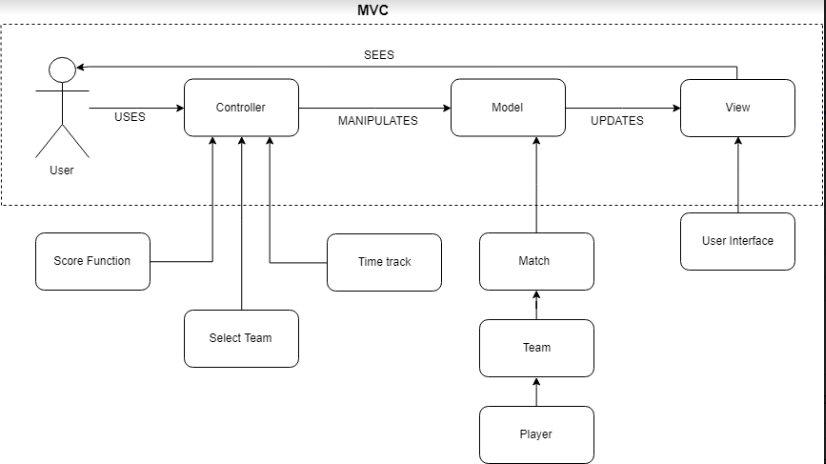 MVC
SEES
Controller
Model
View
USES
MANIPULATES
UPDATES
User
User Interface
Score Function
Time track
Match
Select Team
Team
Player